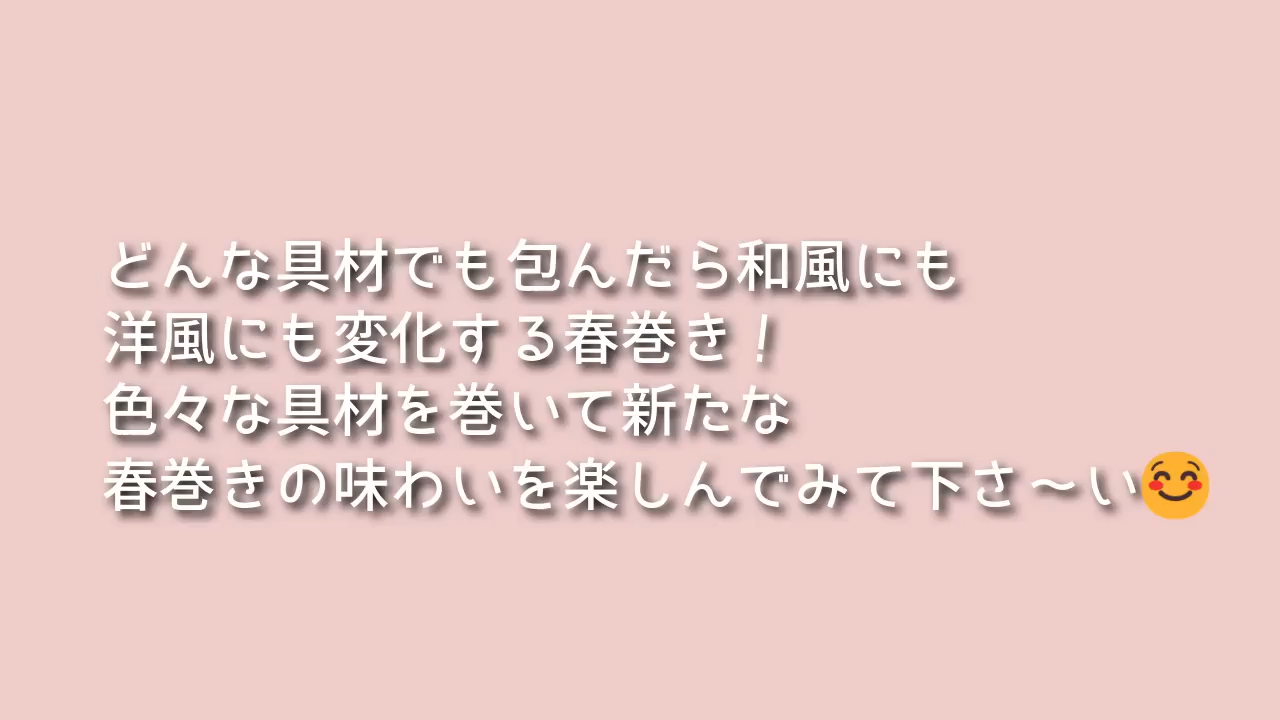 どんな具材でも包んだら和風にも
洋風にも変化する春巻き！
色々な具材を巻いて新たな
春巻きの味わいを楽しんでみて下さ〜い😊